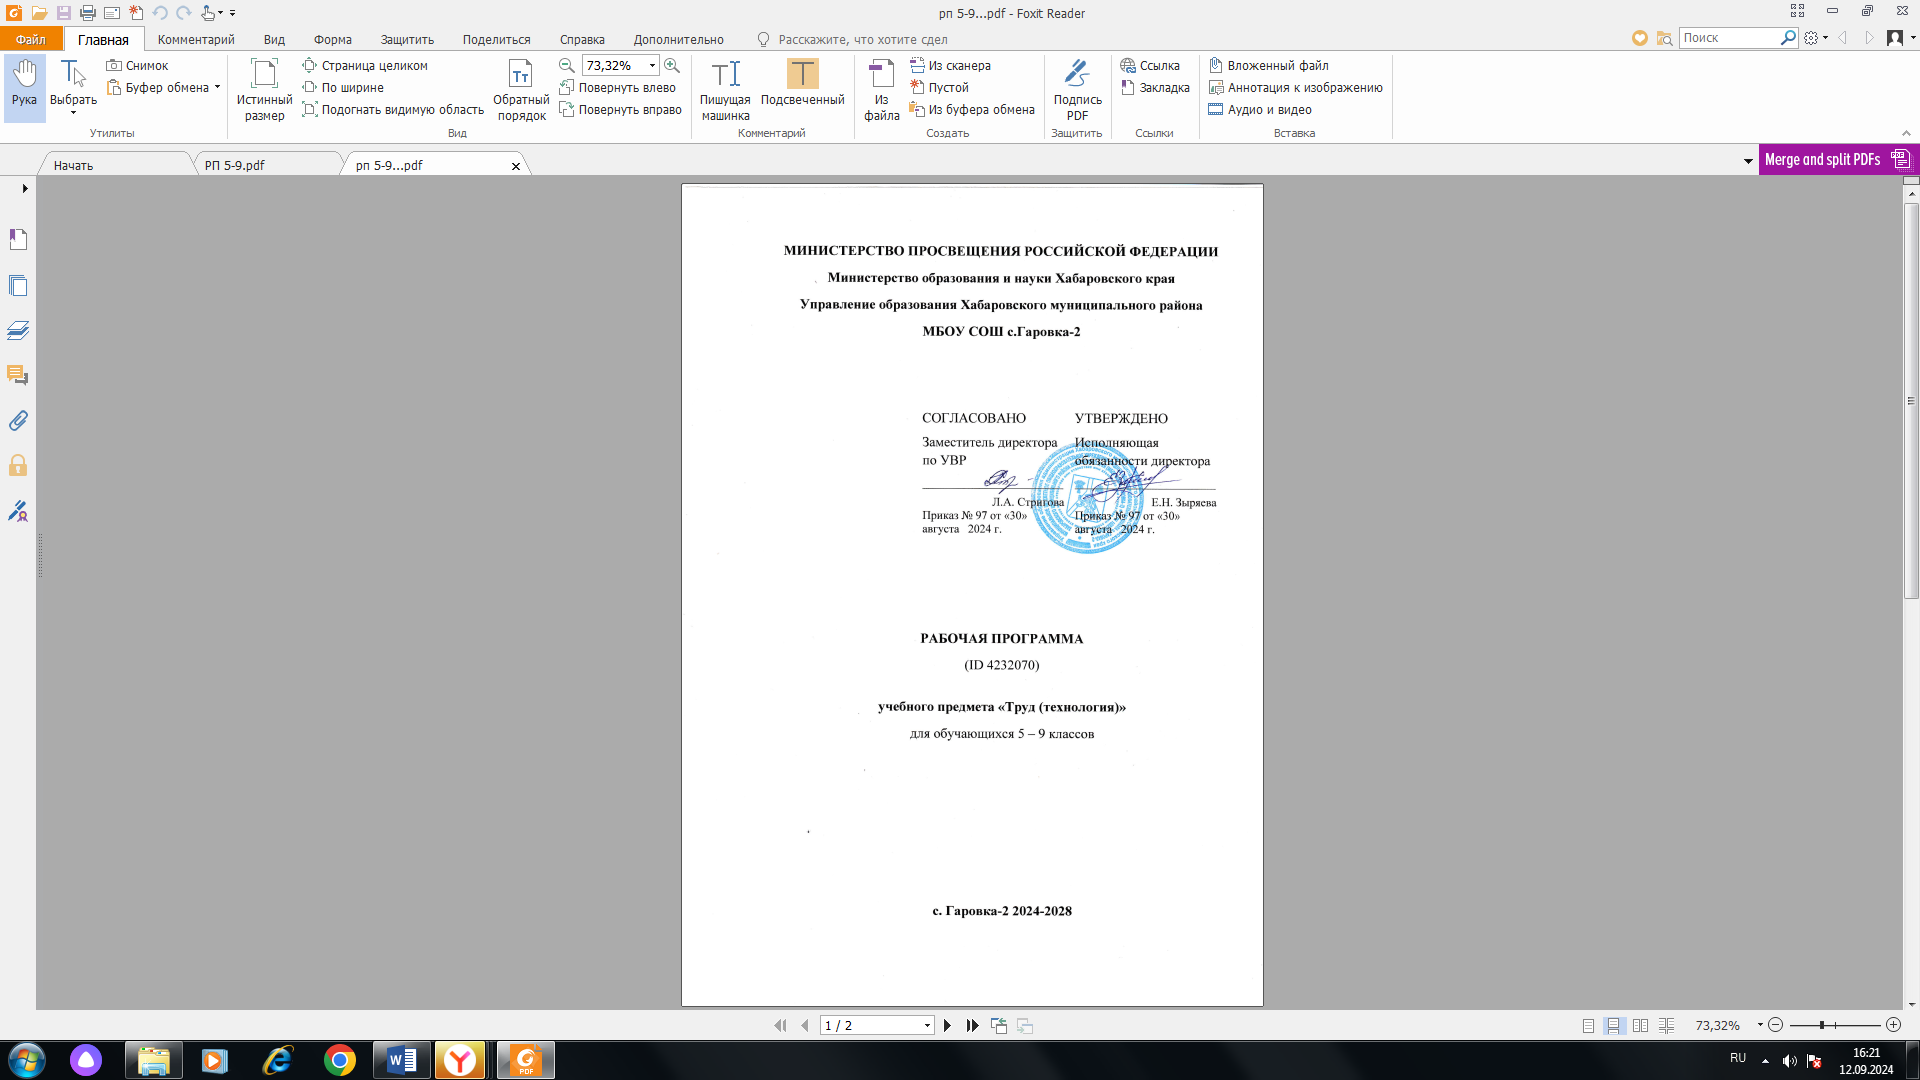 рп 5-9...pdf - Foxit Reader
Файл Главная Комментарий Вид Форма Защитить Поделиться Справка Дополнительно Расскажите, что хотите сдел Поиск
Рука
Выбрать
Снимок
Буфер обмена
Утилиты
Истинный размер
Страница целиком
По ширине
Подогнать видимую область
Обратный порядок
73,32%
Повернуть влево
Повернуть вправо
Вид
Пишущая машинка
Подсвеченный
Комментарий
Из файла
Из сканера
Пустой
Из буфера обмена
Создать
Подпись PDF
Защитить
Ссылка
Закладка
Ссылки
Вложенный файл
Аннотация к изображению
Аудио и видео
Вставка
Начать РП 5-9.pdf рп 5-9...pdf Merge and split PDFs
МИНИСТЕРСТВО ПРОСВЕЩЕНИЯ РОССИЙСКОЙ ФЕДЕРАЦИИ
Министерство образования и науки Хабаровского края
Управление образования Хабаровского муниципального района
МБОУ СОШ с.Гаровка-2
СОГЛАСОВАНО
Заместитель директора
по УВР
Л.А. Стригова
Приказ № 97 от «30»
августа 2024 г.
УТВЕРЖДЕНО
Исполняющая
обязанности директора
Е.Н. Зыряева
Приказ № 97 от «30»
августа 2024 г.
РАБОЧАЯ ПРОГРАММА
(ID 4232070)
учебного предмета «Труд (технология)»
для обучающихся 5 – 9 классов
с. Гаровка-2 2024-2028
1 / 2
73,32%
RU
16:21
12.09.2024